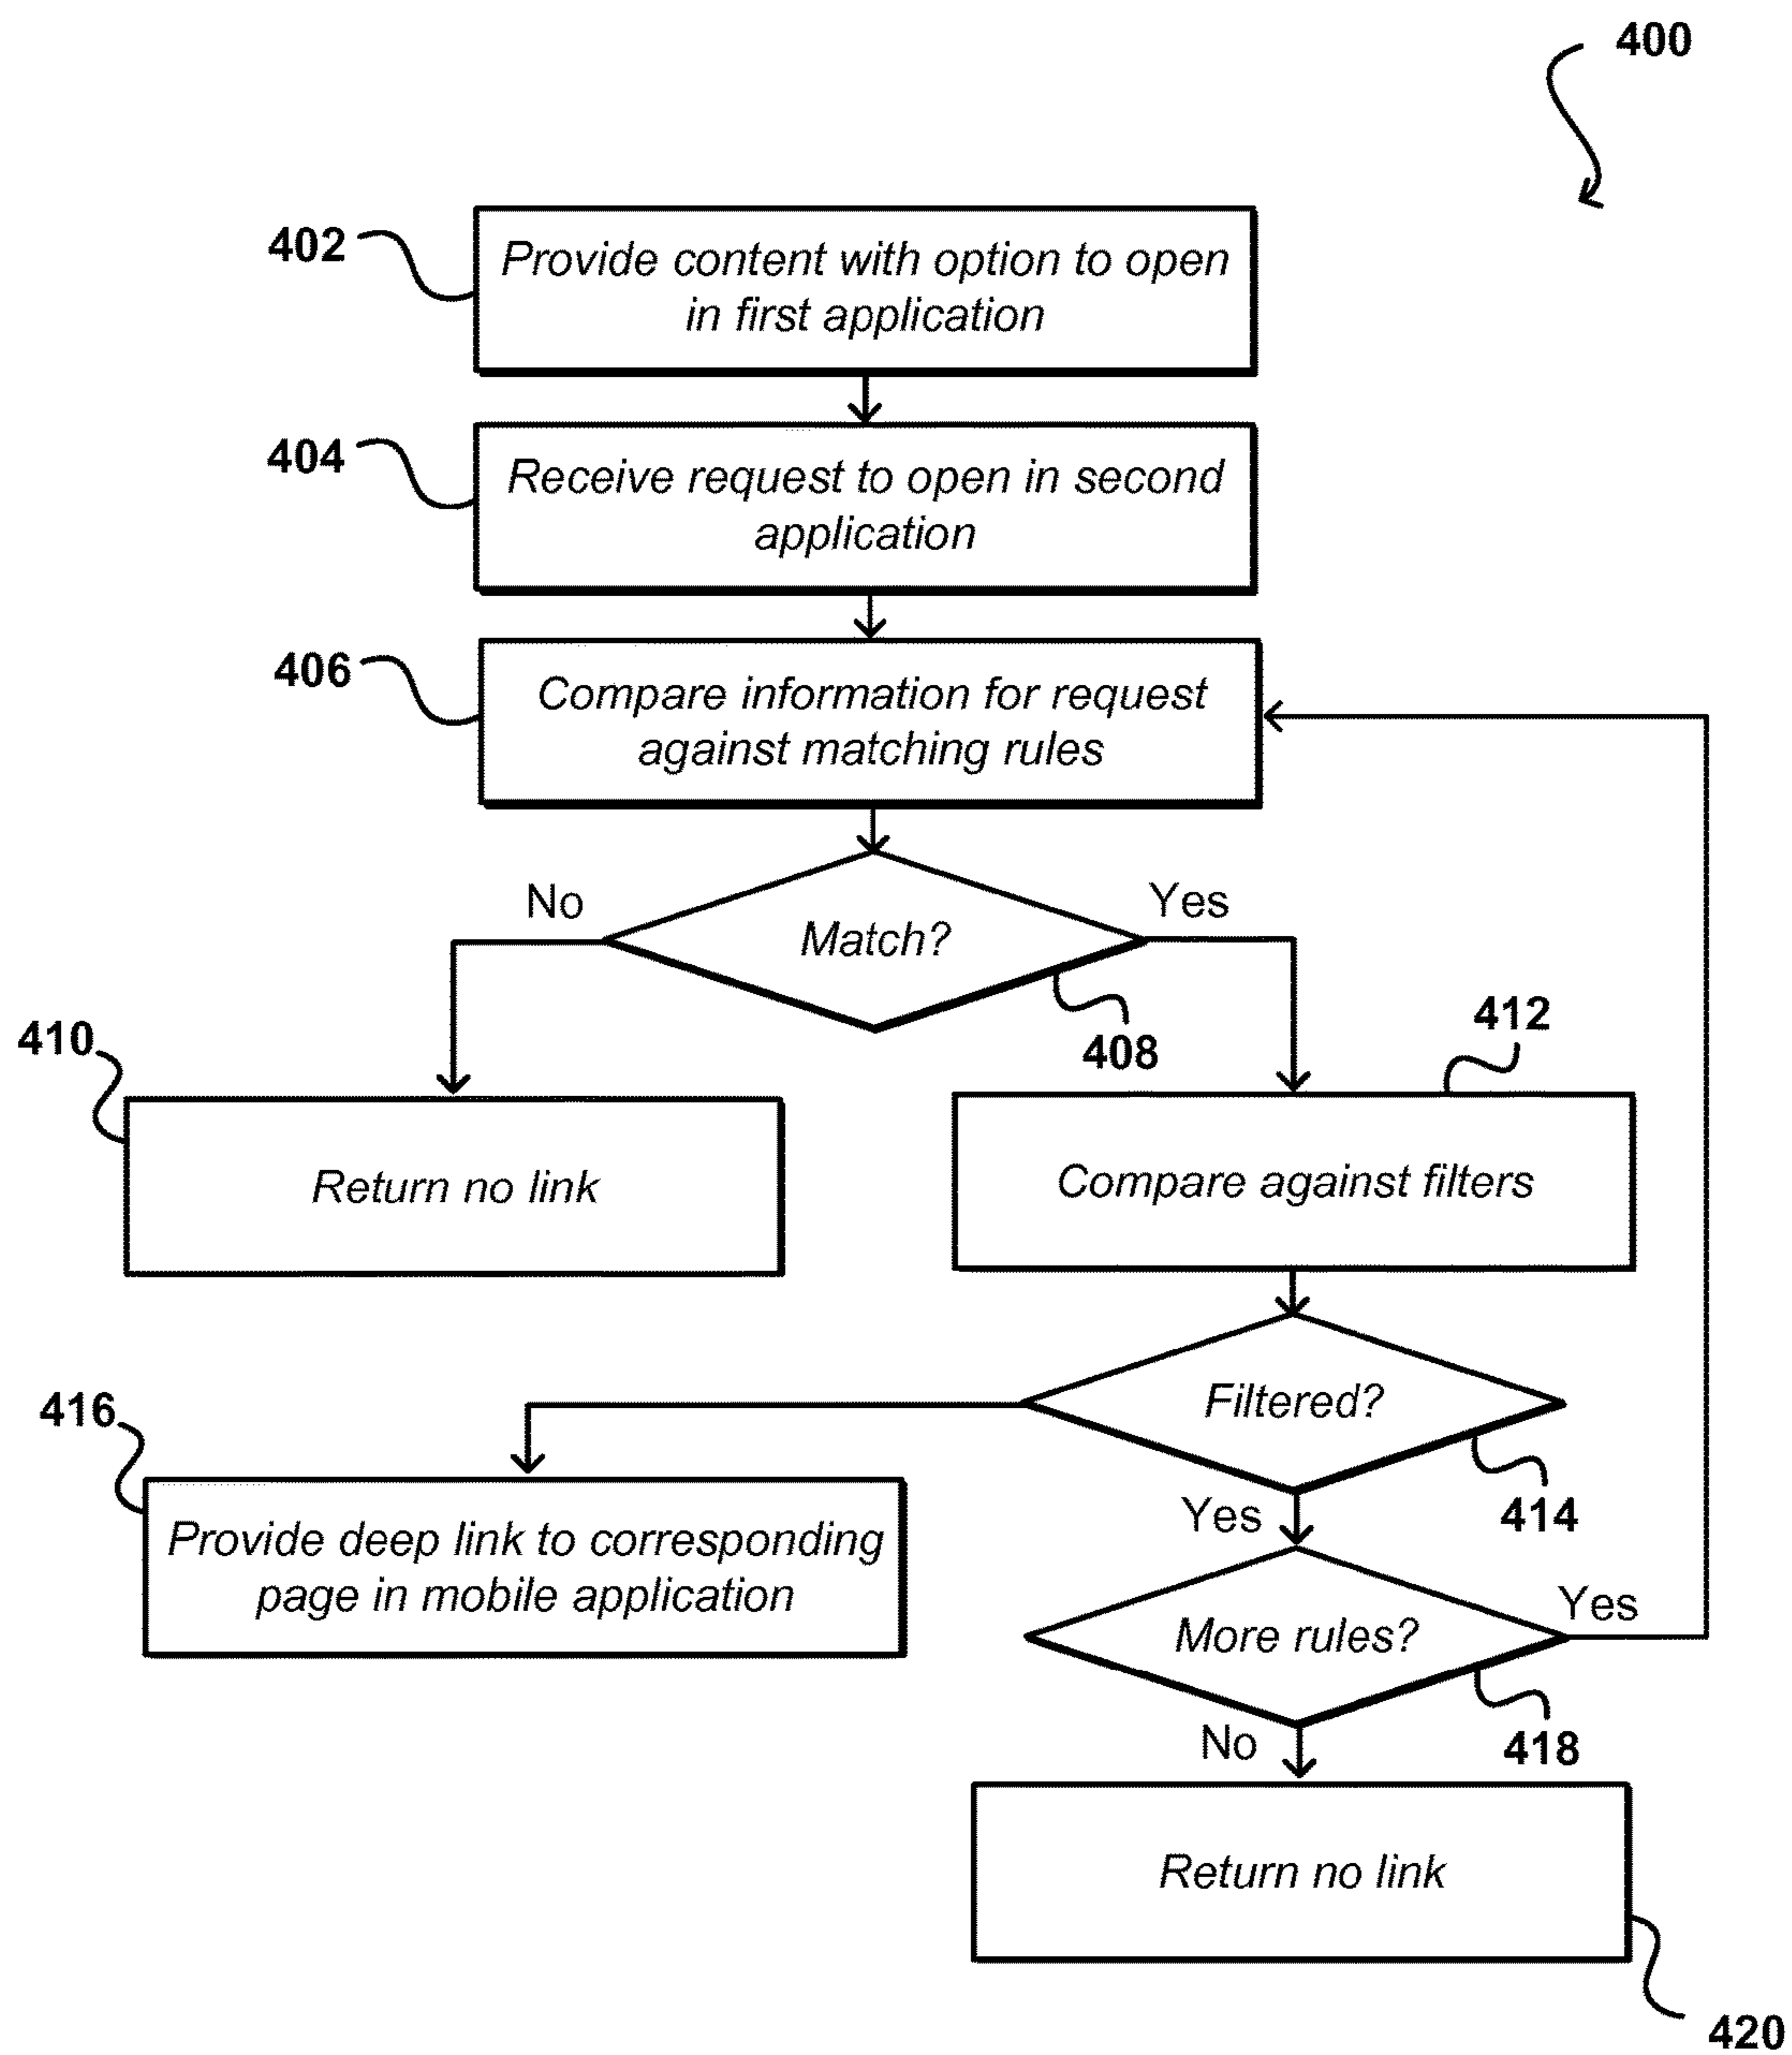 400
402
Provide content with option to open
in first application
404
Receive request to open in second
application
406
Compare information for request
against matching rules
No
Yes
Match?
408
410
412
Return no link
Compare against filters
Filtered?
414
416
Yes
Provide deep link to corresponding
page in mobile application
More rules?
Yes
418
No
Return no link
420